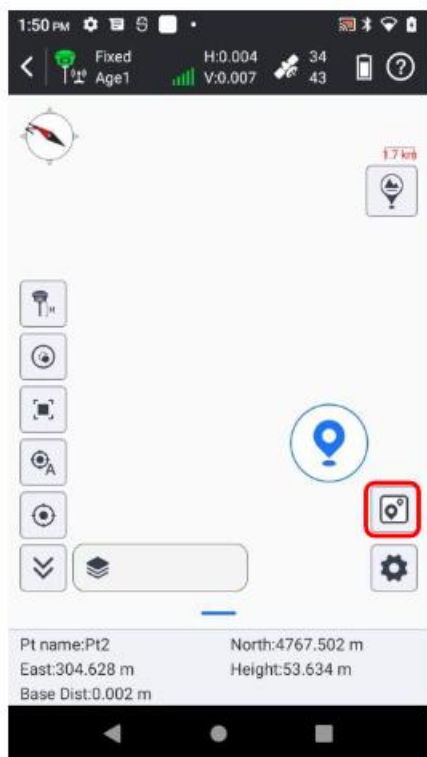 1:50 PM
Fixed H:0.004 34
Age1 V:0.007 43
1.7 km
H
A
Pt name:Pt2 North:4767.502 m
East:304.628 m Height:53.634 m
Base Dist:0.002 m